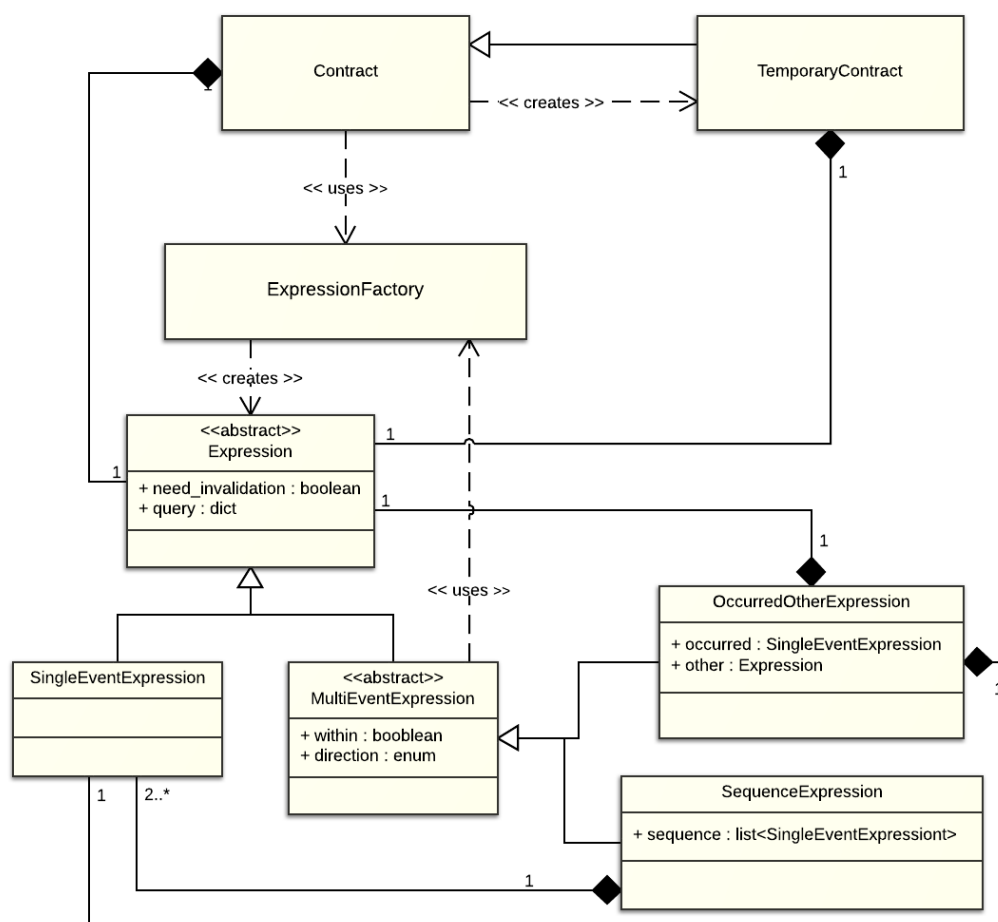 Contract
TemporaryContract
1
<< creates >>
1
<< uses >>
ExpressionFactory
<< creates >>
<<abstract>>
Expression
1
1
+ need_invalidation : boolean
+ query : dict
1
1
<< uses >>
OccurredOtherExpression
+ occurred : SingleEventExpression
+ other : Expression
1
SingleEventExpression
<<abstract>>
MultiEventExpression
+ within : booblean
+ direction : enum
1
2..*
SequenceExpression
+ sequence : list<SingleEventExpressiont>
1